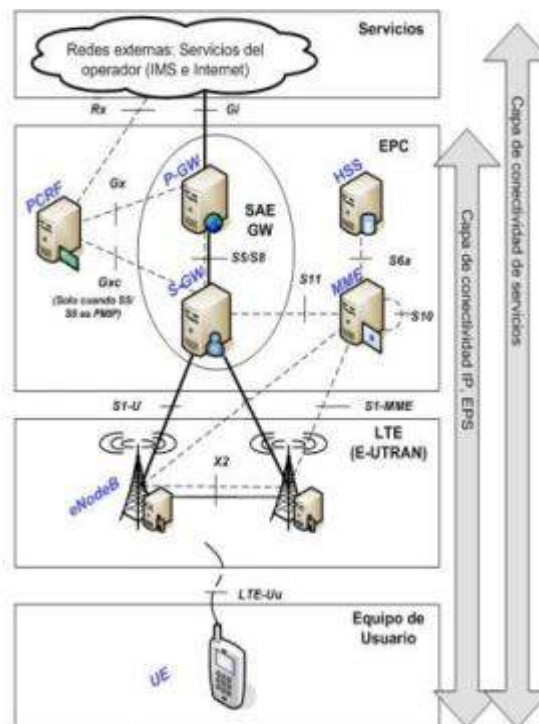 Servicios
Redes externas: Servicios del
operador (IMS e Internet)
Rx
Gi
EPC
P-GW
HSS
PCRF
Gx
SAE
GW
Gxc
(Solo cuando S5/
S8 es PMIP)
S-GW
S5/S8
S6a
MME
S11
S10
S1-U
S1-MME
LTE
(E-UTRAN)
X2
eNodeB
LTE-Uu
Equipo de
Usuario
UE
Capa de conectividad IP, EPS
Capa de conectividad de servicios